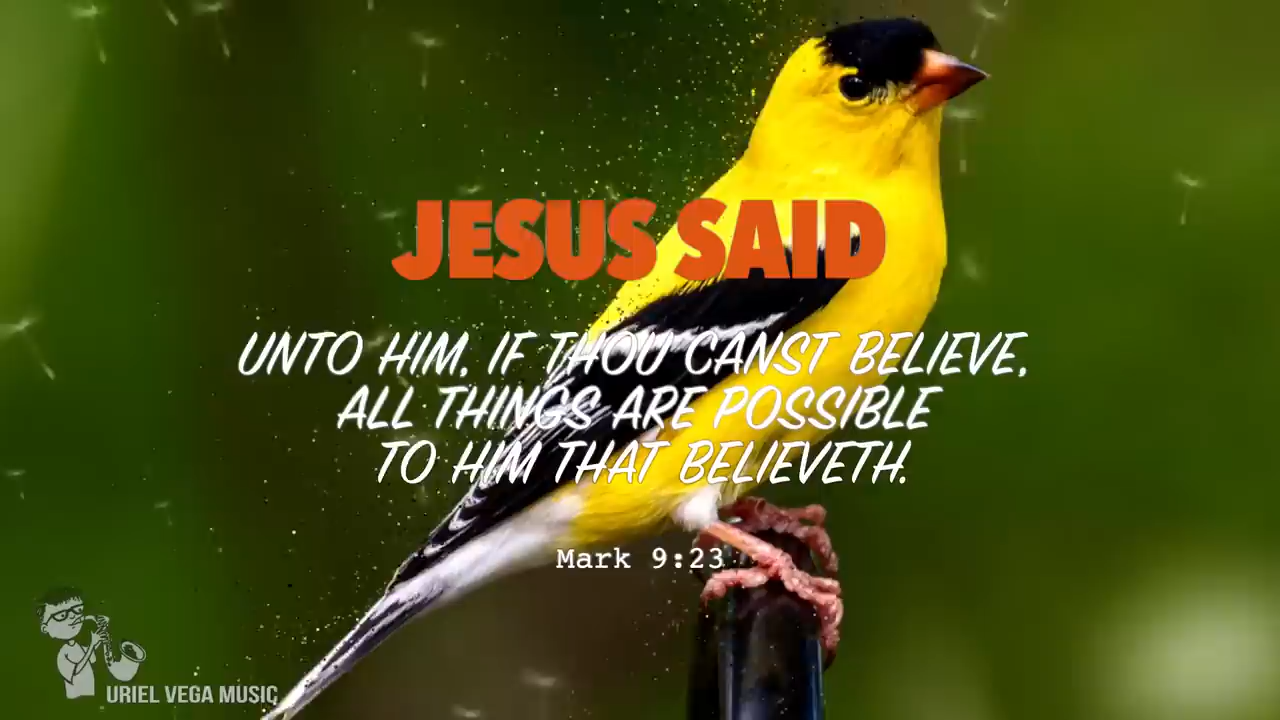 JESUS SAID
UNTO HIM, IF THOU CANST BELIEVE,
ALL THINGS ARE POSSIBLE
TO HIM THAT BELIEVETH.
Mark 9:23
URIEL VEGA MUSIC